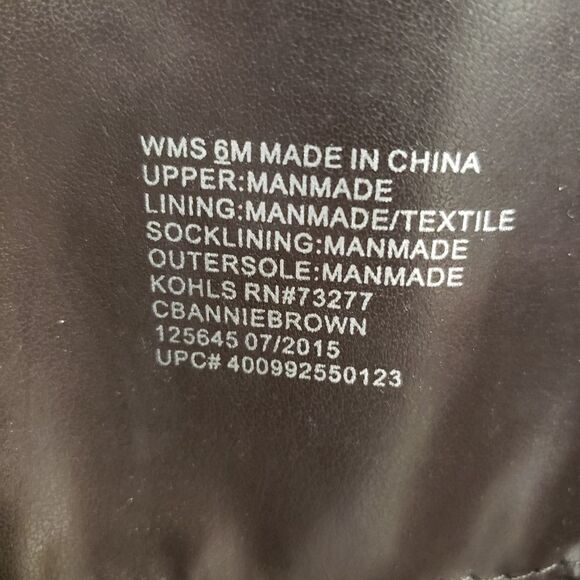 WMS 6M MADE IN CHINA
UPPER:MANMADE
LINING:MANMADE/TEXTILE
SOCKLINING:MANMADE
OUTERSOLE:MANMADE
KOHLS RN#73277
CBANNIEBROWN
125645 07/2015
UPC# 400992550123